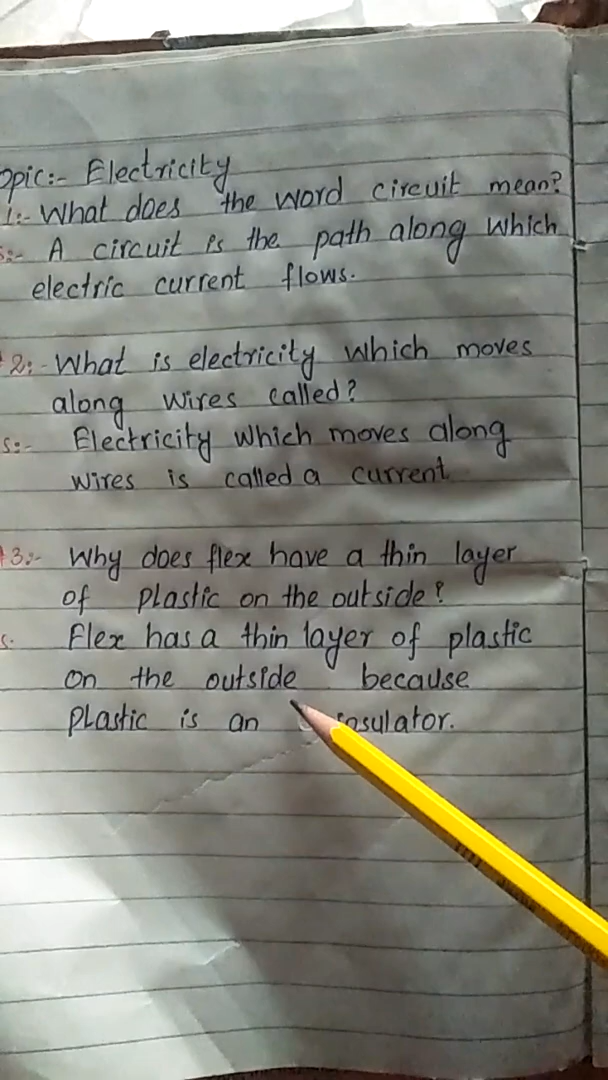 opic:- Electricity
1:- What does the word circuit mean?
s:- A circuit is the path along which
electric current flows.
2:- What is electricity which moves
along wires called?
s:- Electricity which moves along
wires is called a current
3:- Why does flex have a thin layer
of plastic on the outside?
s. Flex has a thin layer of plastic
on the outside because
plastic is an insulator.